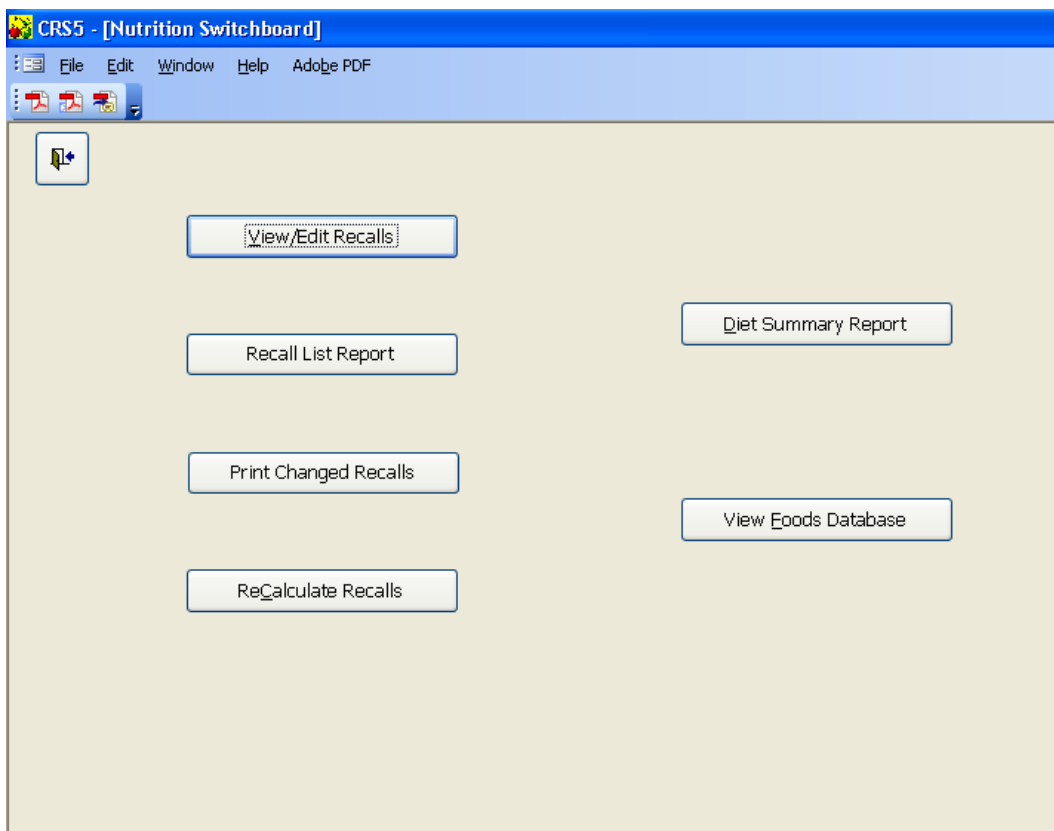 CRS5 - [Nutrition Switchboard]
File Edit Window Help Adobe PDF
View/Edit Recalls
Diet Summary Report
Recall List Report
Print Changed Recalls
View Foods Database
ReCalculate Recalls